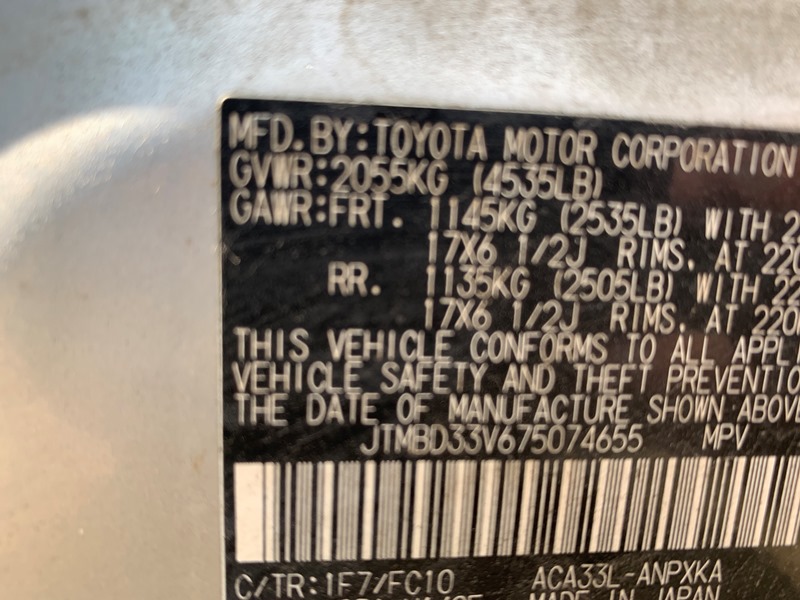 MFD. BY: TOYOTA MOTOR CORPORATION
GVWR: 2055KG (4535LB)
GAWR: FRT. 1145KG (2535LB) WITH
17X6 1/2J RIMS, AT
RR. 1135KG (2505LB) WITH
17X6 1/2J RIMS, AT
THIS VEHICLE CONFORMS TO ALL
VEHICLE SAFETY AND THEFT
THE DATE OF MANUFACTURE SHOWN
JTMBD33V675074655 MPV
C/TR: 1F7/FC10 ACA33L-ANPXKA
MADE IN JAPAN